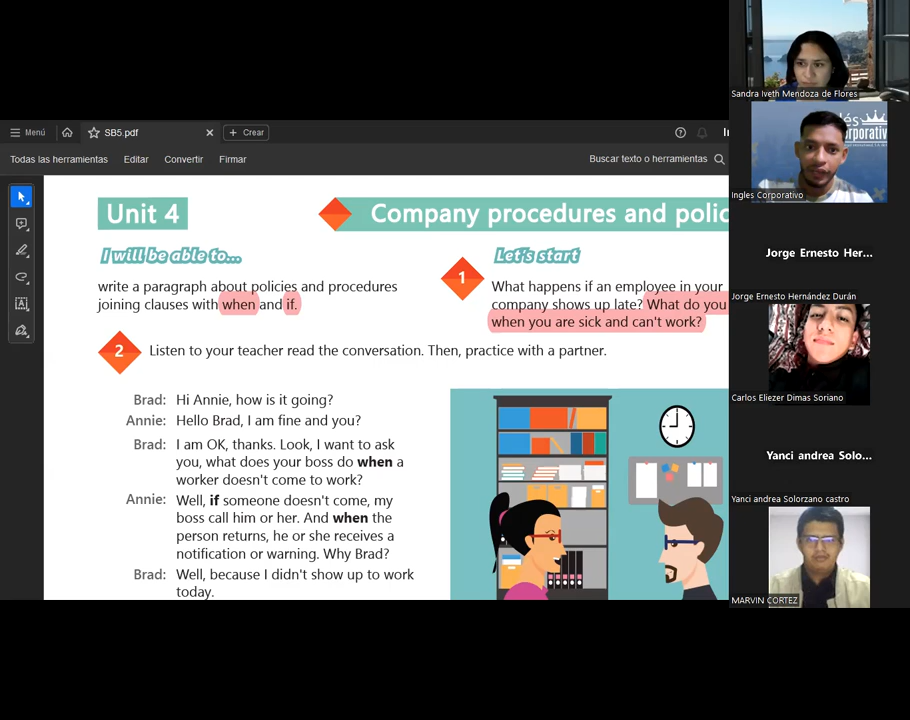 Menú
SB5.pdf
Crear
Todas las herramientas
Editar
Convertir
Firmar
Buscar texto o herramientas
Unit 4
Company procedures and
I will be able to...
write a paragraph about policies and procedures
joining clauses with when and if.
1
Let's start
What happens if an employee in your
company shows up late? What do you
when you are sick and can't work?
2
Listen to your teacher read the conversation. Then, practice with a partner.
Brad: Hi Annie, how is it going?
Annie: Hello Brad, I am fine and you?
Brad: I am OK, thanks. Look, I want to ask
you, what does your boss do when a
worker doesn't come to work?
Annie: Well, if someone doesn't come, my
boss call him or her. And when the
person returns, he or she receives a
notification or warning. Why Brad?
Brad: Well, because I didn't show up to work
today.
Sandra Iveth Mendoza de Flores
Ingles Corporativo
Jorge Ernesto Her...
Jorge Ernesto Hernández Durán
Carlos Eliezer Dimas Soriano
Yanci andrea Solo...
Yanci andrea Solorzano castro
MARVIN CORTEZ